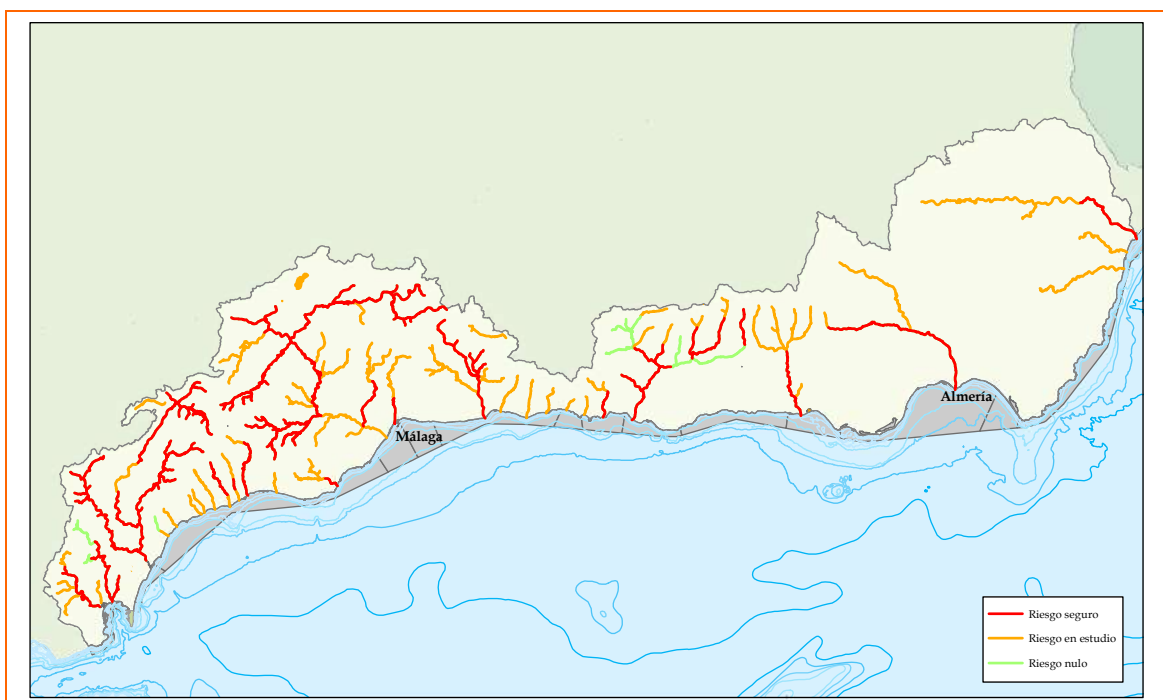 Almería
Málaga
Riesgo seguro
Riesgo en estudio
Riesgo nulo